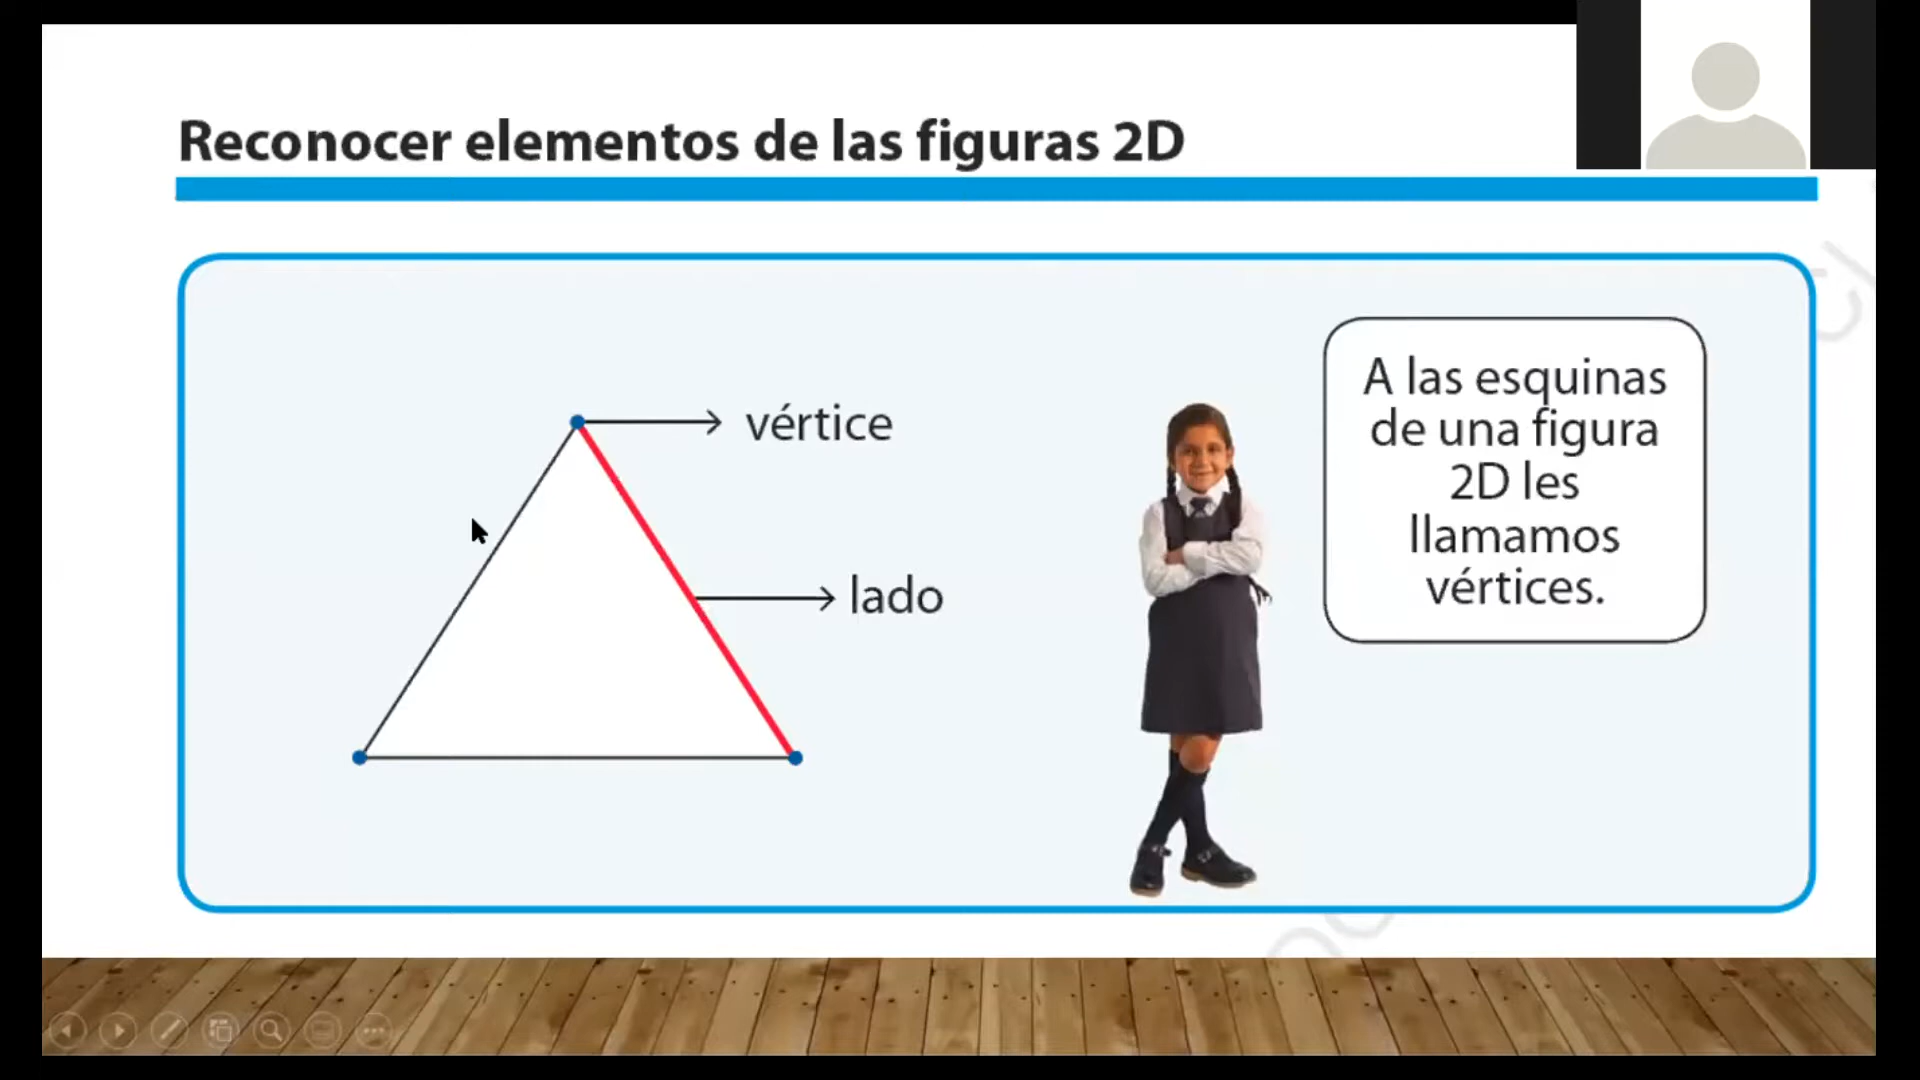 Reconocer elementos de las figuras 2D
vértice
lado
A las esquinas
de una figura
2D les
llamamos
vértices.